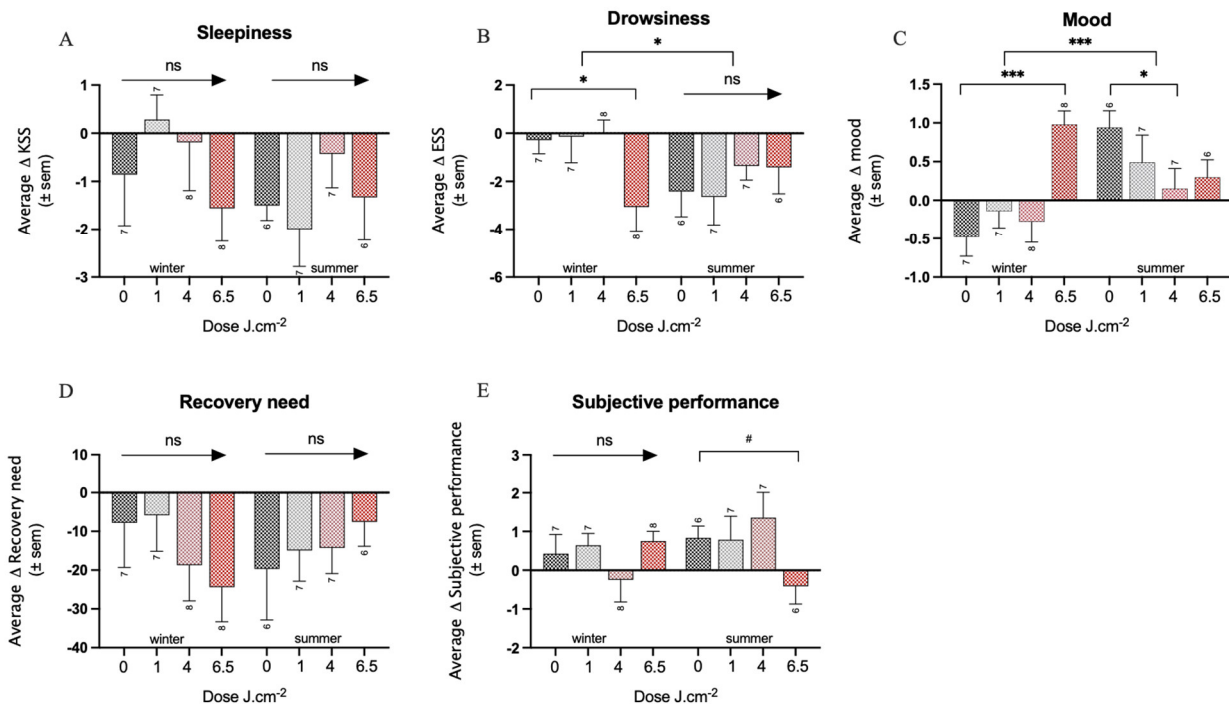 A
Sleepiness
ns
ns
Average Δ KSS
(± sem)
1
0
-1
-2
-3
7
7
8
8
6
7
7
6
winter
summer
0 1 4 6.5 0 1 4 6.5
Dose J.cm-2
B
Drowsiness
*
*
ns
Average Δ ESS
(± sem)
2
0
-2
-4
-6
7
7
8
8
6
7
7
6
winter
summer
0 1 4 6.5 0 1 4 6.5
Dose J.cm-2
C
Mood
***
***
*
Average Δ mood
(± sem)
1.5
1.0
0.5
0.0
-0.5
-1.0
7
7
8
8
6
7
7
6
winter
summer
0 1 4 6.5 0 1 4 6.5
Dose J.cm-2
D
Recovery need
ns
ns
Average Δ Recovery need
(± sem)
10
0
-10
-20
-30
-40
7
7
8
8
6
7
7
6
winter
summer
0 1 4 6.5 0 1 4 6.5
Dose J.cm-2
E
Subjective performance
ns
#
Average Δ Subjective performance
(± sem)
3
2
1
0
-1
-2
7
7
8
8
6
7
7
6
winter
summer
0 1 4 6.5 0 1 4 6.5
Dose J.cm-2